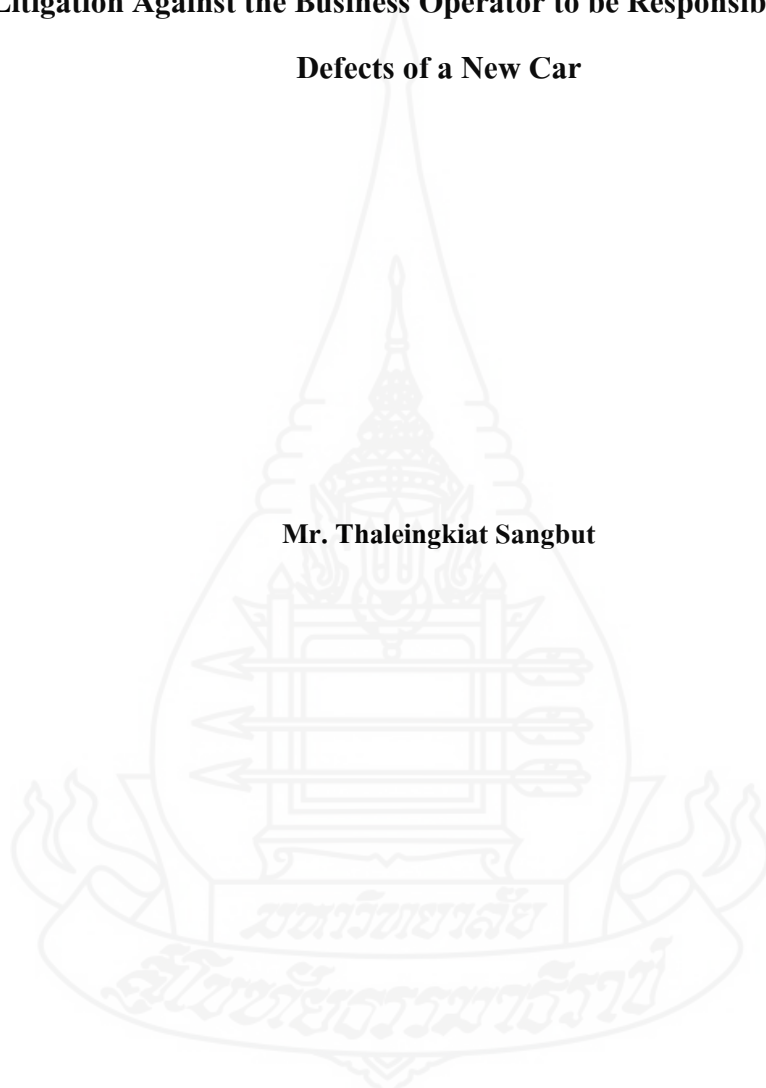 Litigation Against the Business Operator to be
Defects of a New Car
Mr. Thaleingkiat Sangbut
มหาวิทยาลัย
สุโขทัยธรรมาธิราช